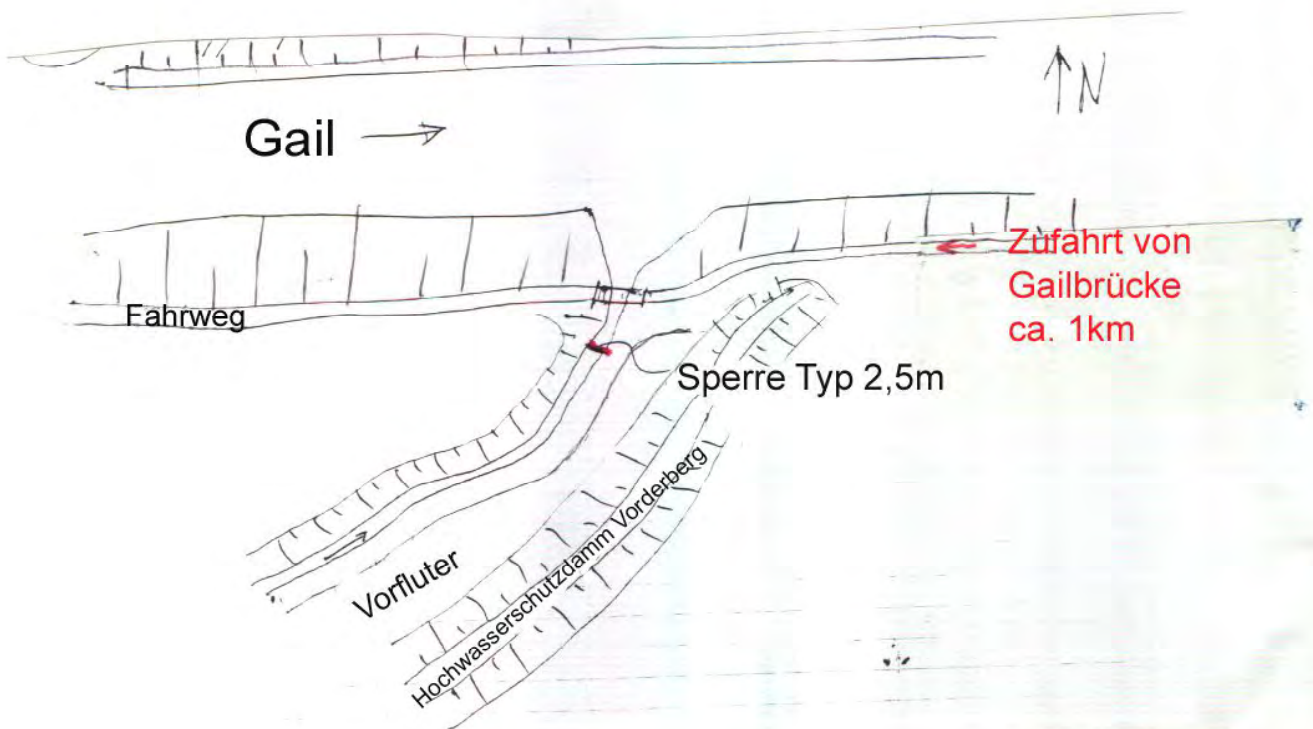 N
Gail
Zufahrt von
Gailbrücke
ca. 1km
Fahrweg
Sperre Typ 2,5m
Vorfluter
Hochwasserschutzdamm Vorderberg